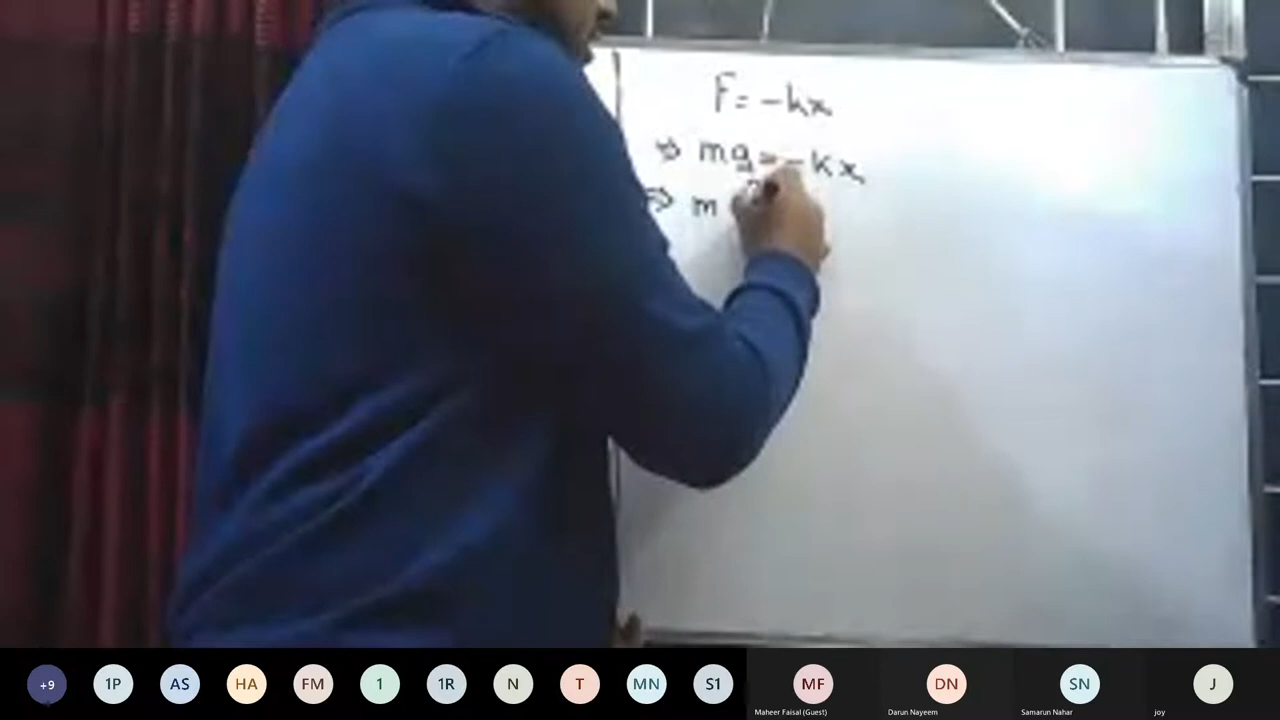 F = -kx
⇒ ma = -kx
⇒ m
+9 1P AS HA FM 1 1R N T MN S1 MF DN SN J
Maheer Faisal (Guest) Darun Nayeem Samarun Nahar joy